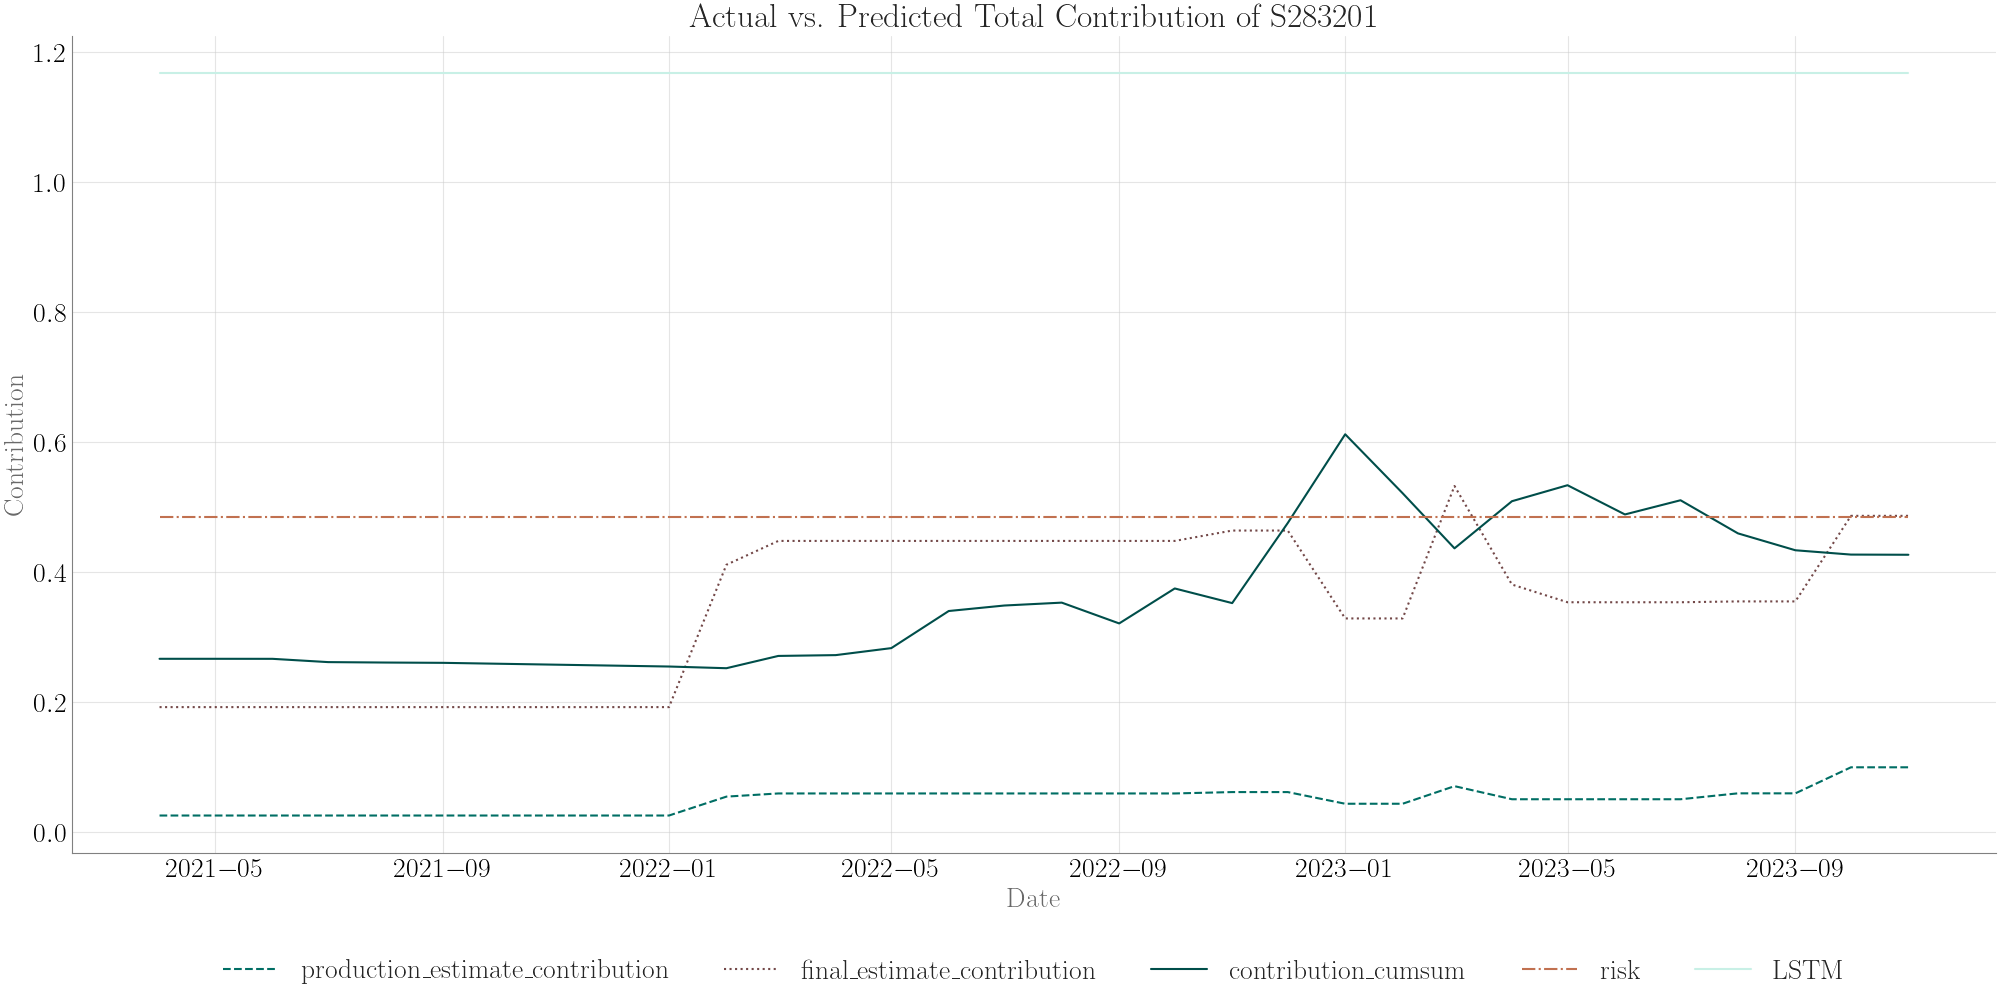 Actual vs. Predicted Total Contribution of S283201
1.2
1.0
0.8
0.6
0.4
0.2
0.0
Contribution
2021−05 2021−09 2022−01 2022−05 2022−09 2023−01 2023−05 2023−09
Date
production_estimate_contribution final_estimate_contribution contribution_cumsum risk LSTM